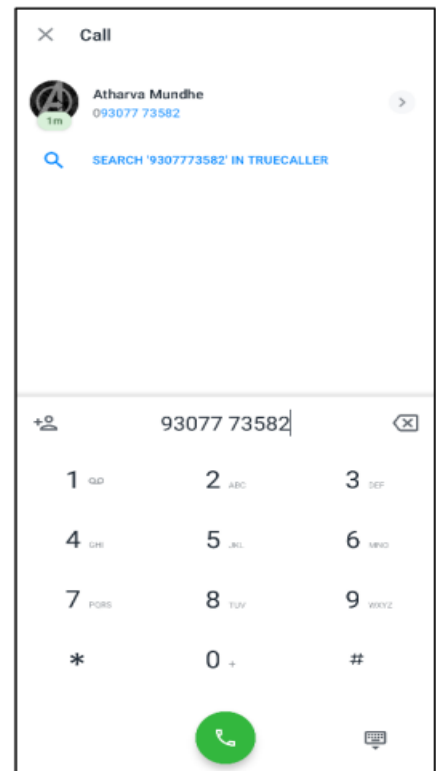 Call
Atharva Mundhe
1m
093077 73582
SEARCH '9307773582' IN TRUECALLER
93077 73582
1 2 ABC 3 DEF
4 GHI 5 JKL 6 MNO
7 PQRS 8 TUV 9 WXYZ
* 0 + #